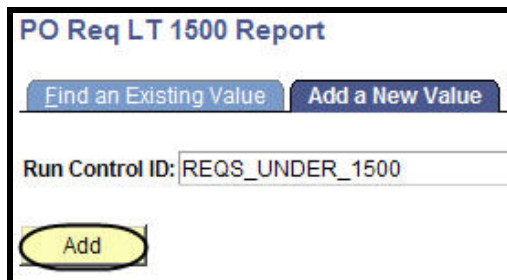 PO Req LT 1500 Report
Find an Existing Value Add a New Value
Run Control ID: REQS_UNDER_1500
Add